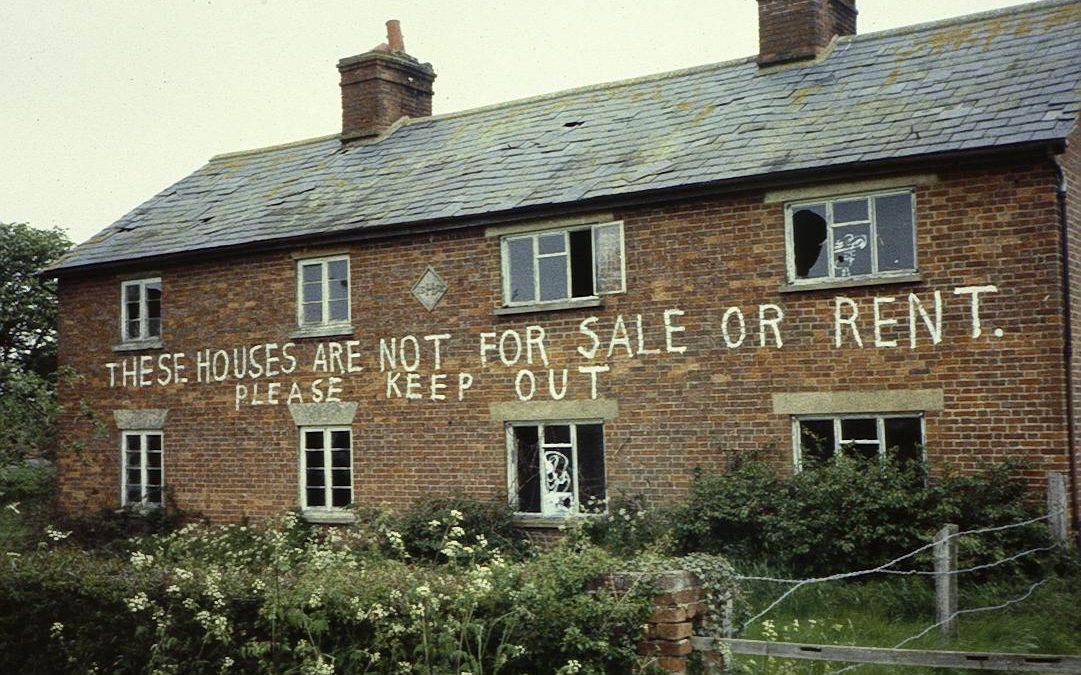 THESE HOUSES ARE NOT FOR SALE OR RENT.
PLEASE KEEP OUT